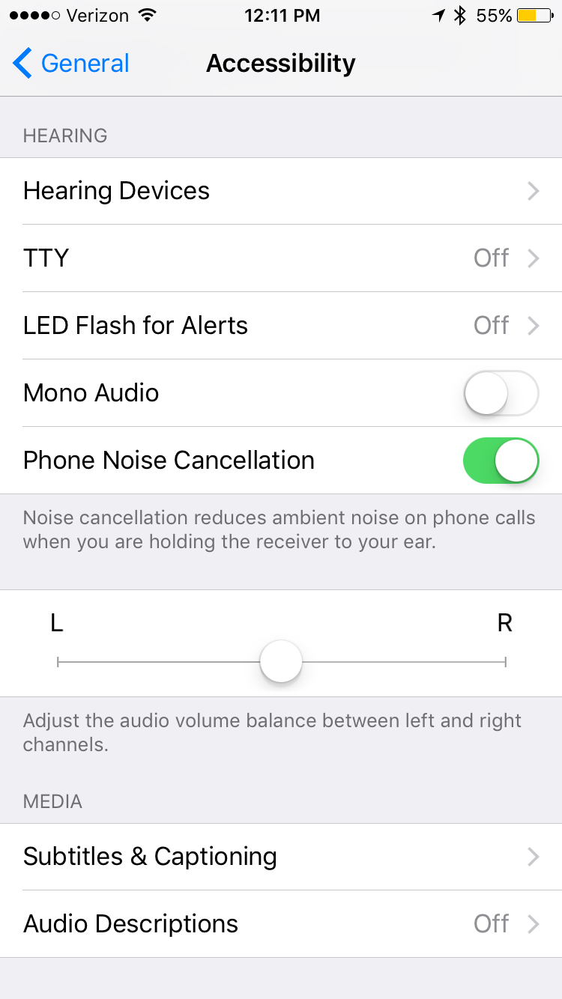 Verizon 12:11 PM 55%
General Accessibility
HEARING
Hearing Devices
TTY Off
LED Flash for Alerts Off
Mono Audio
Phone Noise Cancellation
Noise cancellation reduces ambient noise on phone calls
when you are holding the receiver to your ear.
L R
Adjust the audio volume balance between left and right
channels.
MEDIA
Subtitles & Captioning
Audio Descriptions Off